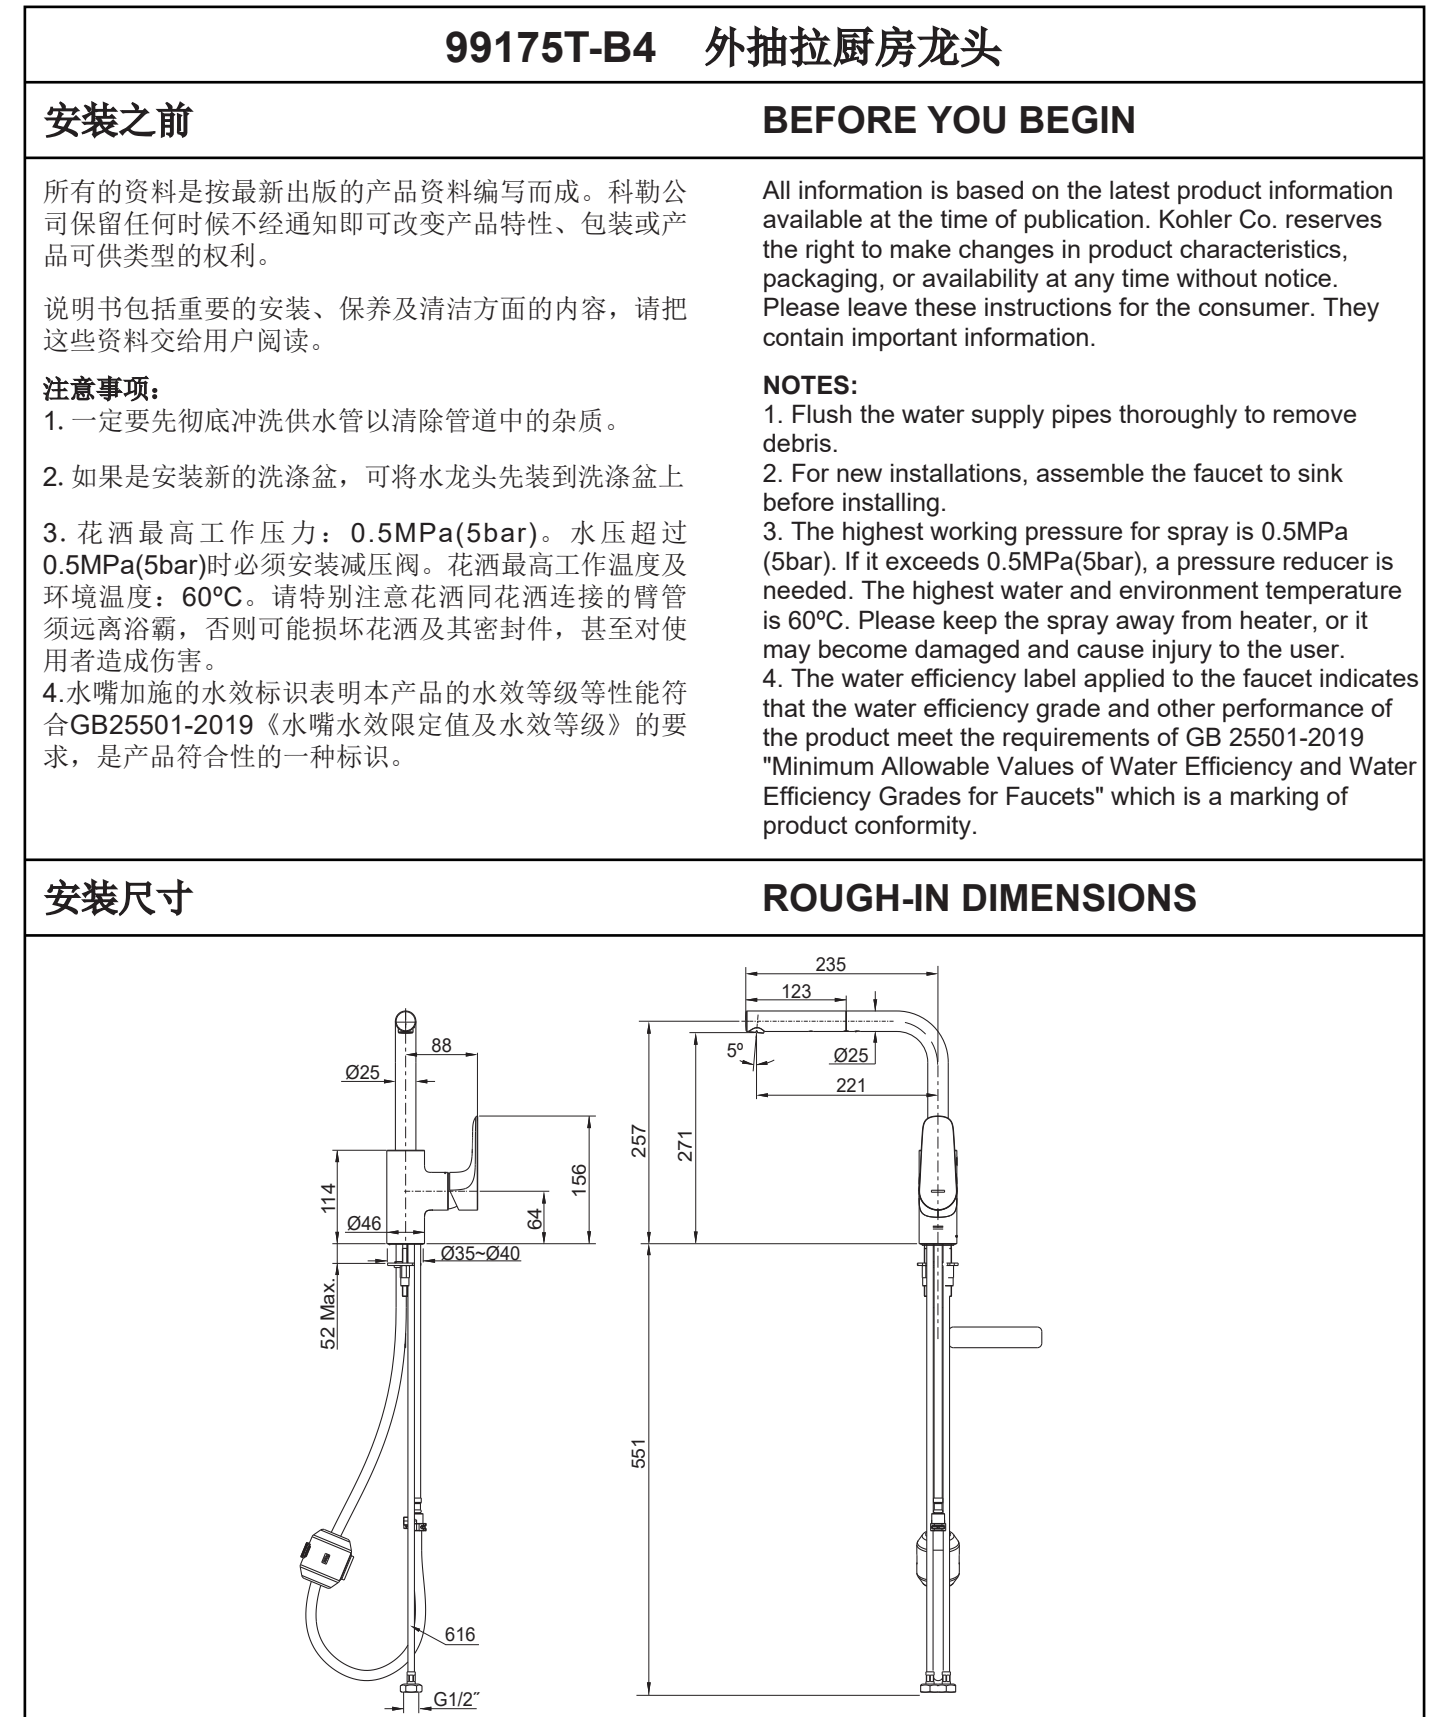 99175T-B4 外抽拉厨房龙头
安装之前
BEFORE YOU BEGIN
所有的资料是按最新出版的产品资料编写而成。科勒公
司保留任何时候不经通知即可改变产品特性、包装或产
品可供类型的权利。
说明书包括重要的安装、保养及清洁方面的内容，请把
这些资料交给用户阅读。
注意事项：
1. 一定要先彻底冲洗供水管以清除管道中的杂质。
2. 如果是安装新的洗涤盆，可将水龙头先装到洗涤盆上
3. 花洒最高工作压力：0.5MPa(5bar)。水压超过
0.5MPa(5bar)时必须安装减压阀。花洒最高工作温度及
环境温度：60ºC。请特别注意花洒同花洒连接的臂管
须远离浴霸，否则可能损坏花洒及其密封件，甚至对使
用者造成伤害。
4.水嘴加施的水效标识表明本产品的水效等级等性能符
合GB25501-2019《水嘴水效限定值及水效等级》的要
求，是产品符合性的一种标识。
All information is based on the latest product information
available at the time of publication. Kohler Co. reserves
the right to make changes in product characteristics,
packaging, or availability at any time without notice.
Please leave these instructions for the consumer. They
contain important information.
NOTES:
1. Flush the water supply pipes thoroughly to remove
debris.
2. For new installations, assemble the faucet to sink
before installing.
3. The highest working pressure for spray is 0.5MPa
(5bar). If it exceeds 0.5MPa(5bar), a pressure reducer is
needed. The highest water and environment temperature
is 60ºC. Please keep the spray away from heater, or it
may become damaged and cause injury to the user.
4. The water efficiency label applied to the faucet indicates
that the water efficiency grade and other performance of
the product meet the requirements of GB 25501-2019
"Minimum Allowable Values of Water Efficiency and Water
Efficiency Grades for Faucets" which is a marking of
product conformity.
安装尺寸
ROUGH-IN DIMENSIONS
88
Ø25
114
Ø46
156
64
Ø35~Ø40
52 Max.
616
G1/2″
235
123
5º
Ø25
221
257
271
551